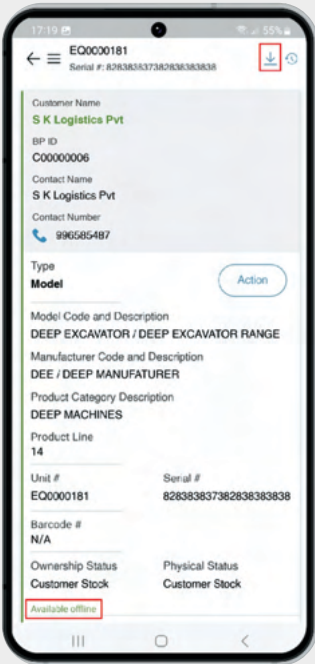 17:19
55%
EQ0000181
Serial #: 828383837382838383838
Customer Name
S K Logistics Pvt
BP ID
C00000006
Contact Name
S K Logistics Pvt
Contact Number
996585487
Type
Model
Action
Model Code and Description
DEEP EXCAVATOR / DEEP EXCAVATOR RANGE
Manufacturer Code and Description
DEE / DEEP MANUFATURER
Product Category Description
DEEP MACHINES
Product Line
14
Unit # Serial #
EQ0000181 828383837382838383838
Barcode #
N/A
Ownership Status Physical Status
Customer Stock Customer Stock
Available offline